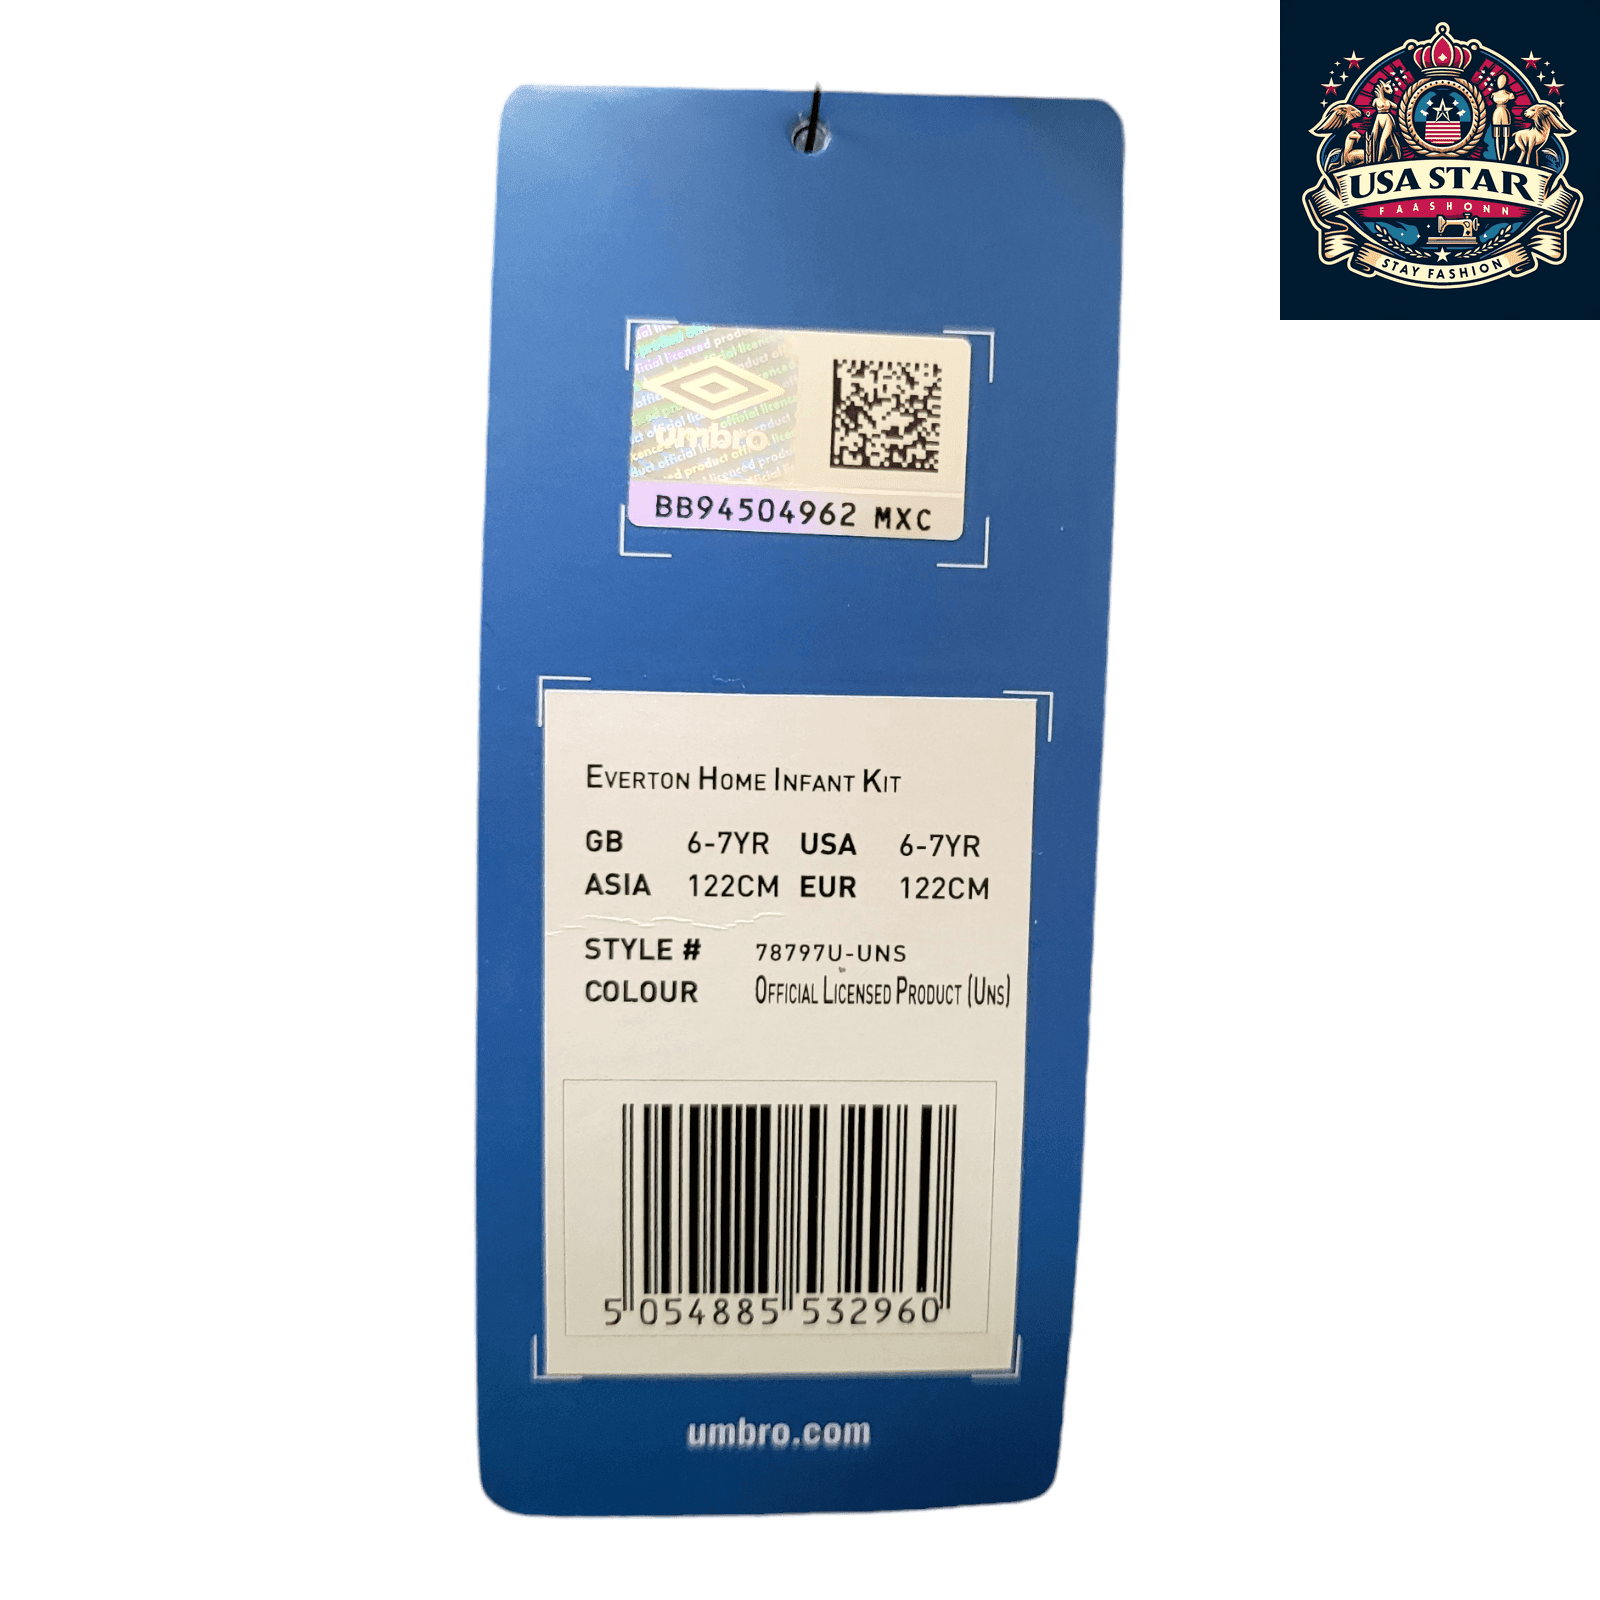 USA STAR
FAASHONN
STAY FASHION
umbro
BB94504962 MXC
EVERTON HOME INFANT KIT
GB 6-7YR USA 6-7YR
ASIA 122CM EUR 122CM
STYLE # 78797U-UNS
COLOUR OFFICIAL LICENSED PRODUCT (UNS)
5 054885 532960
umbro.com